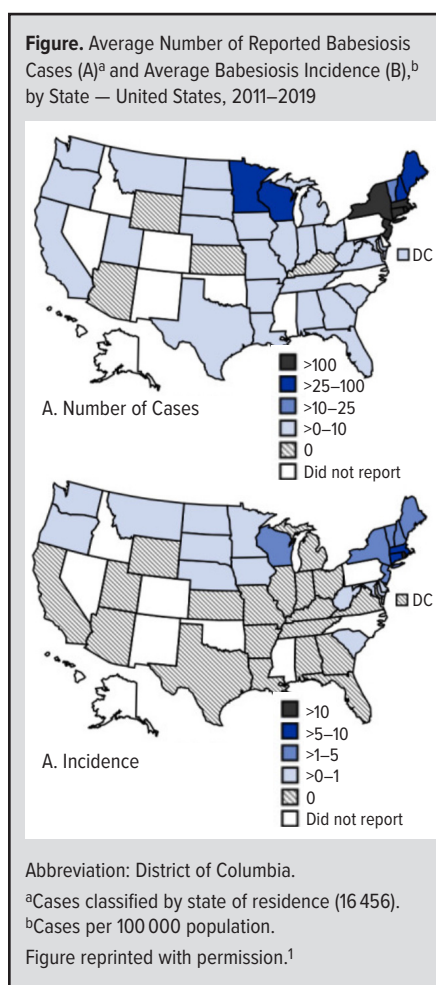 Figure. Average Number of Reported Babesiosis
Cases (A)ᵃ and Average Babesiosis Incidence (B),ᵇ
by State — United States, 2011–2019
DC
A. Number of Cases
>100
>25–100
>10–25
>0–10
0
Did not report
DC
A. Incidence
>10
>5–10
>1–5
>0–1
0
Did not report
Abbreviation: District of Columbia.
ᵃCases classified by state of residence (16 456).
ᵇCases per 100 000 population.
Figure reprinted with permission.¹